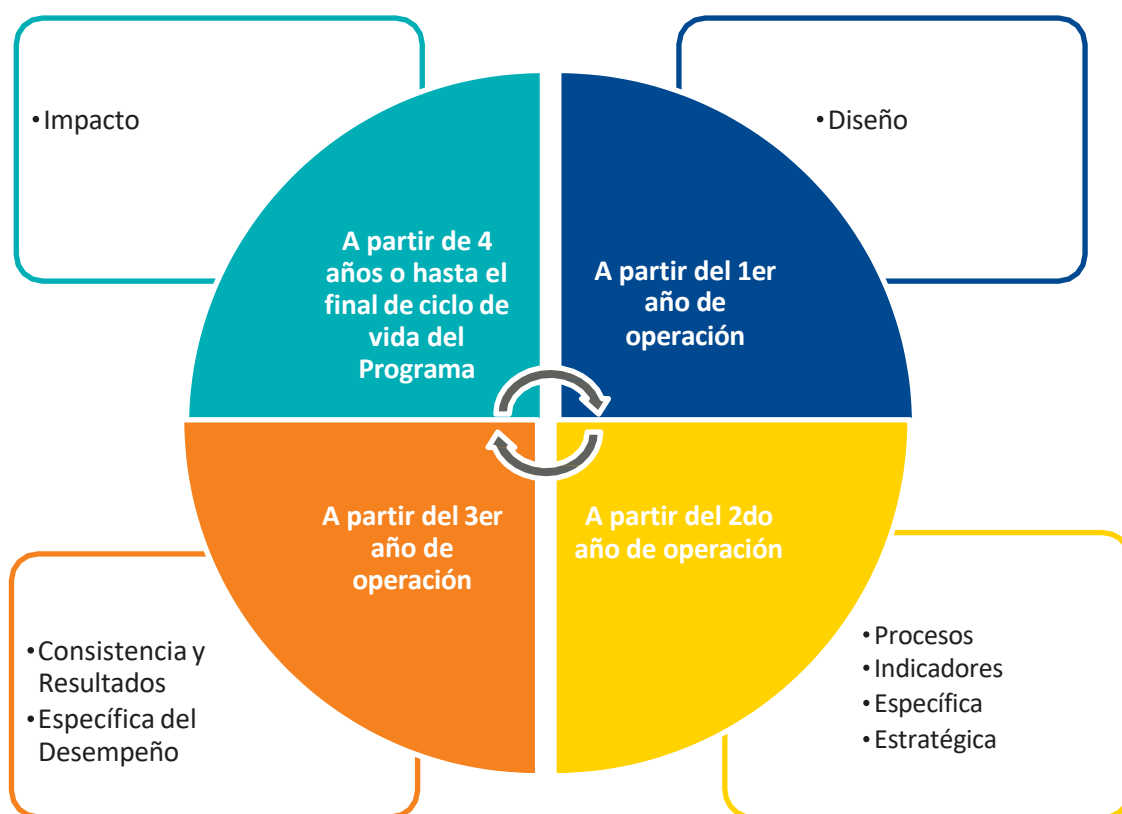 • Impacto
• Diseño
A partir de 4
años o hasta el
final de ciclo de
vida del
Programa
A partir del 1er
año de
operación
A partir del 3er
año de
operación
A partir del 2do
año de operación
• Consistencia y
Resultados
• Específica del
Desempeño
• Procesos
• Indicadores
• Específica
• Estratégica